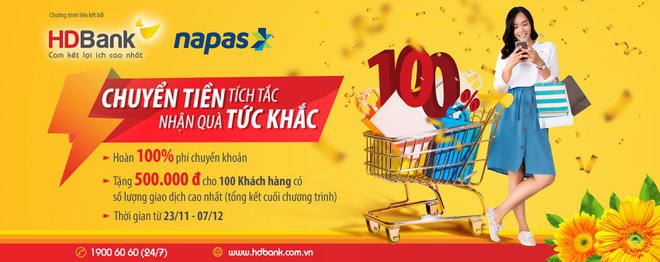 Chương trình liên kết bởi
HDBank
Cam kết lợi ích cao nhất
napas
CHUYỂN TIỀN TÍCH TẮC
NHẬN QUÀ TỨC KHẮC
100%
Hoàn 100% phí chuyển khoản
Tặng 500.000 đ cho 100 Khách hàng có
số lượng giao dịch cao nhất (tổng kết cuối chương trình)
Thời gian từ 23/11 - 07/12
1900 60 60 (24/7)
www.hdbank.com.vn